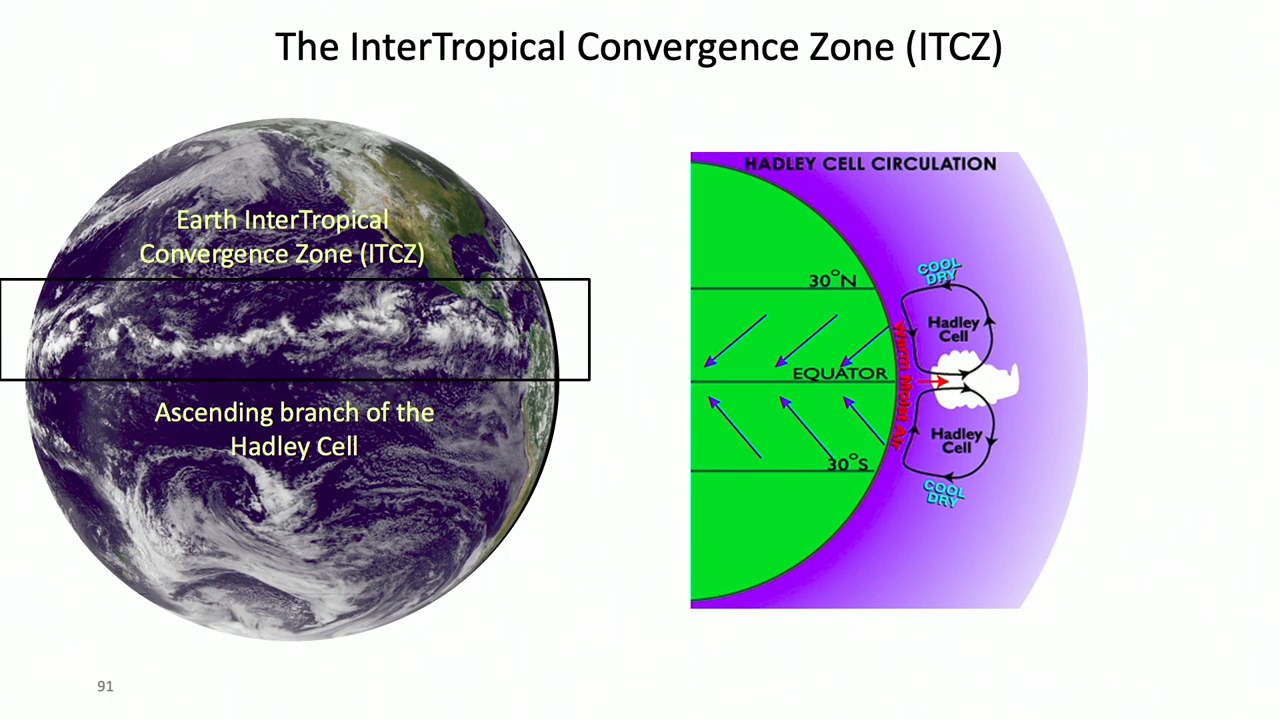 The InterTropical Convergence Zone (ITCZ)
Earth InterTropical
Convergence Zone (ITCZ)
Ascending branch of the
Hadley Cell
HADLEY CELL CIRCULATION
30°N
COOL
DRY
Hadley
Cell
EQUATOR
Warm Moist Air
Hadley
Cell
30°S
COOL
DRY
91